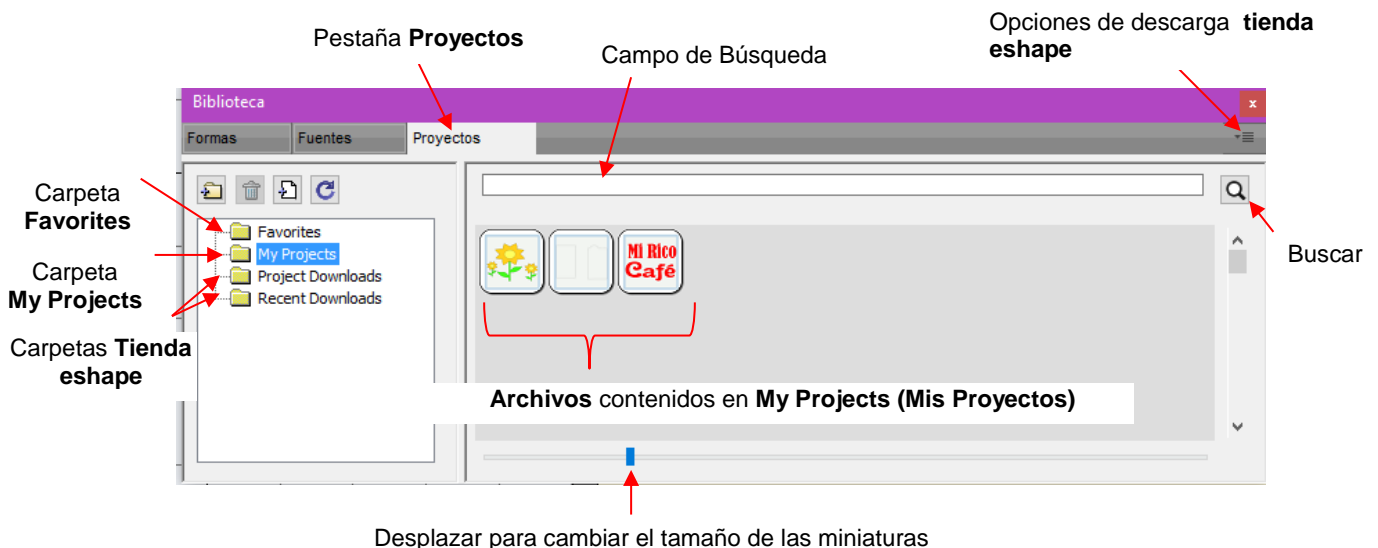 Opciones de descarga tienda
eshape
Pestaña Proyectos
Campo de Búsqueda
Biblioteca
x
Formas
Fuentes
Proyectos
Carpeta
Favorites
Favorites
My Projects
Project Downloads
Recent Downloads
Mi Rico
Café
Buscar
Carpeta
My Projects
Carpetas Tienda
eshape
Archivos contenidos en My Projects (Mis Proyectos)
Desplazar para cambiar el tamaño de las miniaturas